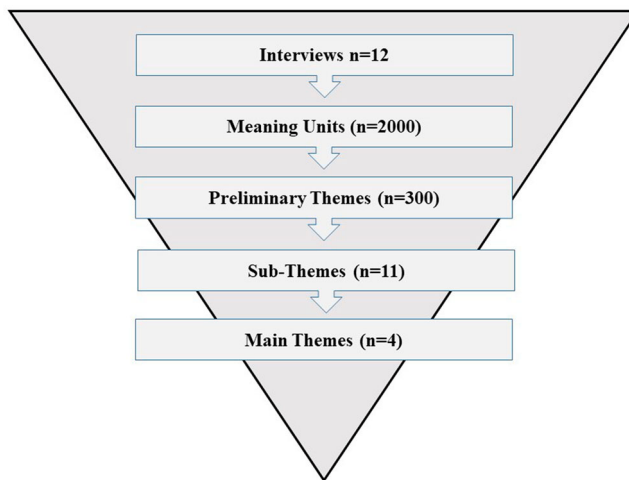 Interviews n=12
Meaning Units (n=2000)
Preliminary Themes (n=300)
Sub-Themes (n=11)
Main Themes (n=4)